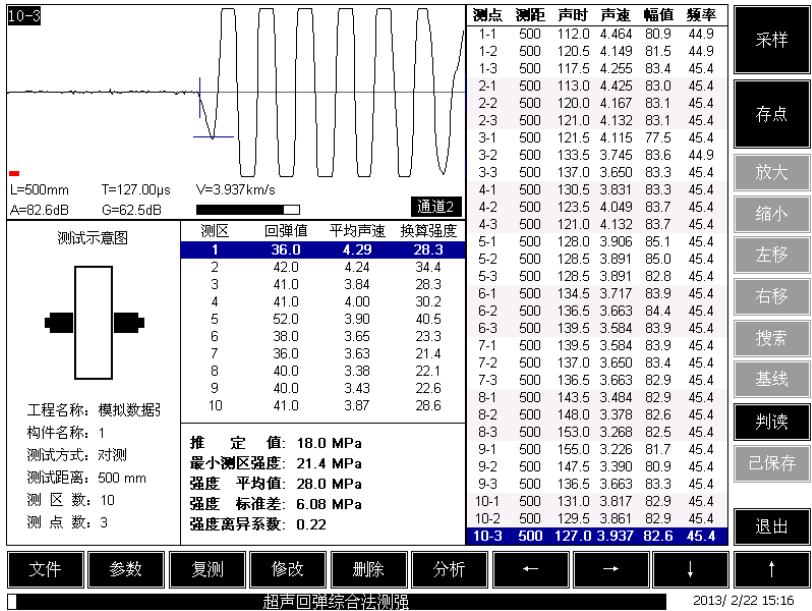 10-3
L=500mm T=127.00μs V=3.937km/s
A=82.6dB G=62.5dB 通道2
测试示意图
工程名称: 模拟数据引
构件名称: 1
测试方式: 对测
测试距离: 500 mm
测 区 数: 10
测 点 数: 3
测区 回弹值 平均声速 换算强度
1 36.0 4.29 28.3
2 42.0 4.24 34.4
3 41.0 3.84 28.3
4 41.0 4.00 30.2
5 52.0 3.90 40.5
6 38.0 3.65 23.3
7 36.0 3.63 21.4
8 40.0 3.38 22.1
9 40.0 3.43 22.6
10 41.0 3.87 28.6
推 定 值: 18.0 MPa
最小测区强度: 21.4 MPa
强度 平均值: 28.0 MPa
强度 标准差: 6.08 MPa
强度离异系数: 0.22
测点 测距 声时 声速 幅值 频率
1-1 500 112.0 4.464 80.9 44.9
1-2 500 120.5 4.149 81.5 44.9
1-3 500 117.5 4.255 83.4 45.4
2-1 500 113.0 4.425 83.0 45.4
2-2 500 120.0 4.167 83.1 45.4
2-3 500 121.0 4.132 83.1 45.4
3-1 500 121.5 4.115 77.5 45.4
3-2 500 133.5 3.745 83.6 44.9
3-3 500 137.0 3.650 83.3 45.4
4-1 500 130.5 3.831 83.3 45.4
4-2 500 123.5 4.049 83.7 45.4
4-3 500 121.0 4.132 83.7 45.4
5-1 500 128.0 3.906 85.1 45.4
5-2 500 128.5 3.891 85.0 45.4
5-3 500 128.5 3.891 82.8 45.4
6-1 500 134.5 3.717 83.9 45.4
6-2 500 136.5 3.663 84.4 45.4
6-3 500 139.5 3.584 83.9 45.4
7-1 500 139.5 3.584 83.9 45.4
7-2 500 137.0 3.650 83.4 45.4
7-3 500 136.5 3.663 82.9 45.4
8-1 500 143.5 3.484 82.9 45.4
8-2 500 148.0 3.378 82.6 45.4
8-3 500 153.0 3.268 82.5 45.4
9-1 500 155.0 3.226 81.7 45.4
9-2 500 147.5 3.390 80.9 45.4
9-3 500 136.5 3.663 83.3 45.4
10-1 500 131.0 3.817 82.9 45.4
10-2 500 129.5 3.861 82.9 45.4
10-3 500 127.0 3.937 82.6 45.4
采样
存点
放大
缩小
左移
右移
搜索
基线
判读
已保存
退出
文件 参数 复测 修改 删除 分析 ← → ↓ ↑
超声回弹综合法测强 2013/ 2/22 15:16